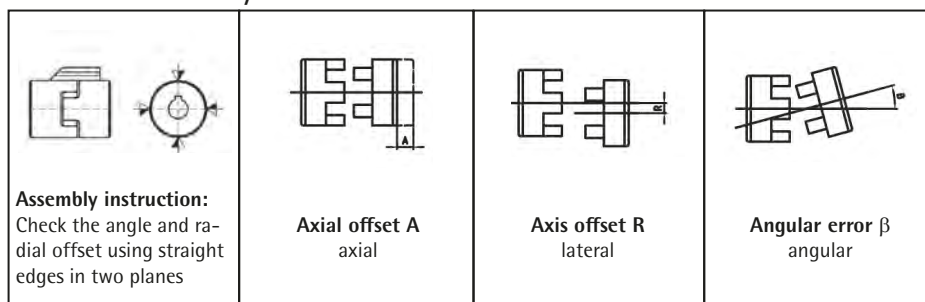 Assembly instruction:
Check the angle and ra-
dial offset using straight
edges in two planes
A
Axial offset A
axial
R
Axis offset R
lateral
β
Angular error β
angular